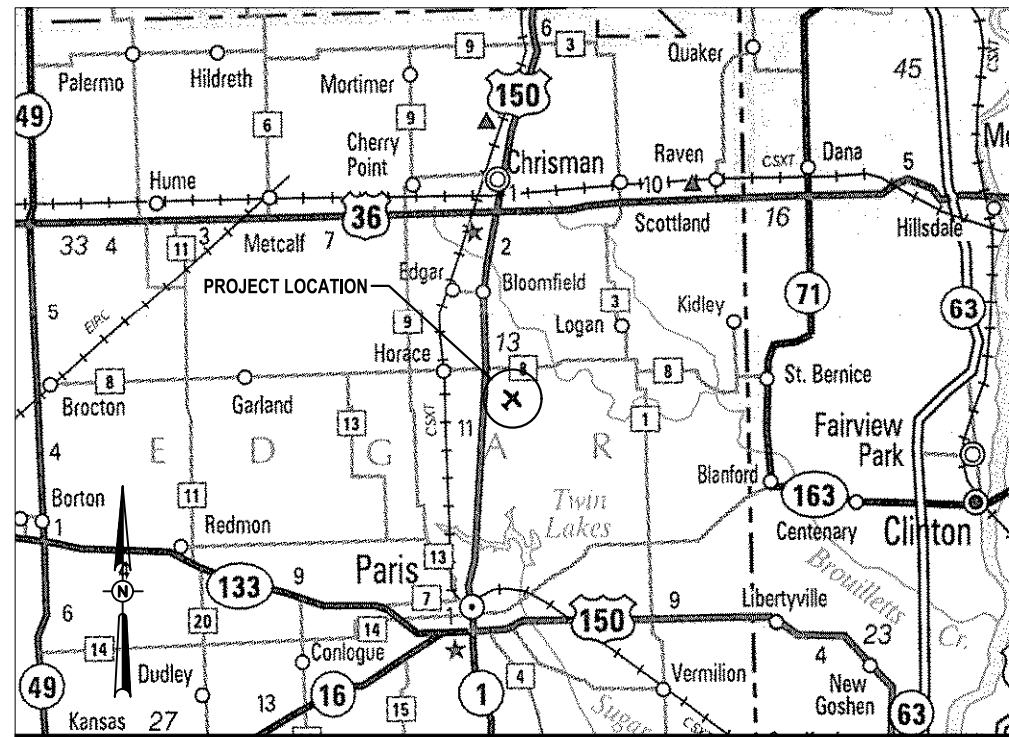 6
9
3
Quaker
45
CSXT
Palermo
Hildreth
Mortimer
150
49
6
9
Cherry
Point
Chrisman
Raven
CSXT
Dana
5
Hume
1
10
36
Scottland
16
Hillsdale
33
4
3
11
Metcalf
7
2
Edgar
Bloomfield
PROJECT LOCATION
71
63
5
EIRC
9
3
Kidley
Logan
13
Horace
8
8
8
St. Bernice
Brocton
Garland
13
CSXT
11
1
Fairview
Park
4
E D G A R
Blanford
163
Borton
11
Twin
Lakes
Centenary
Clinton
1
Redmon
13
Paris
Brouilletts
Cr.
133
9
7
1
N
150
9
Libertyville
6
20
14
23
14
Conlogue
4
Dudley
4
Vermilion
49
16
1
New
Goshen
13
15
Sugar
63
Kansas
27